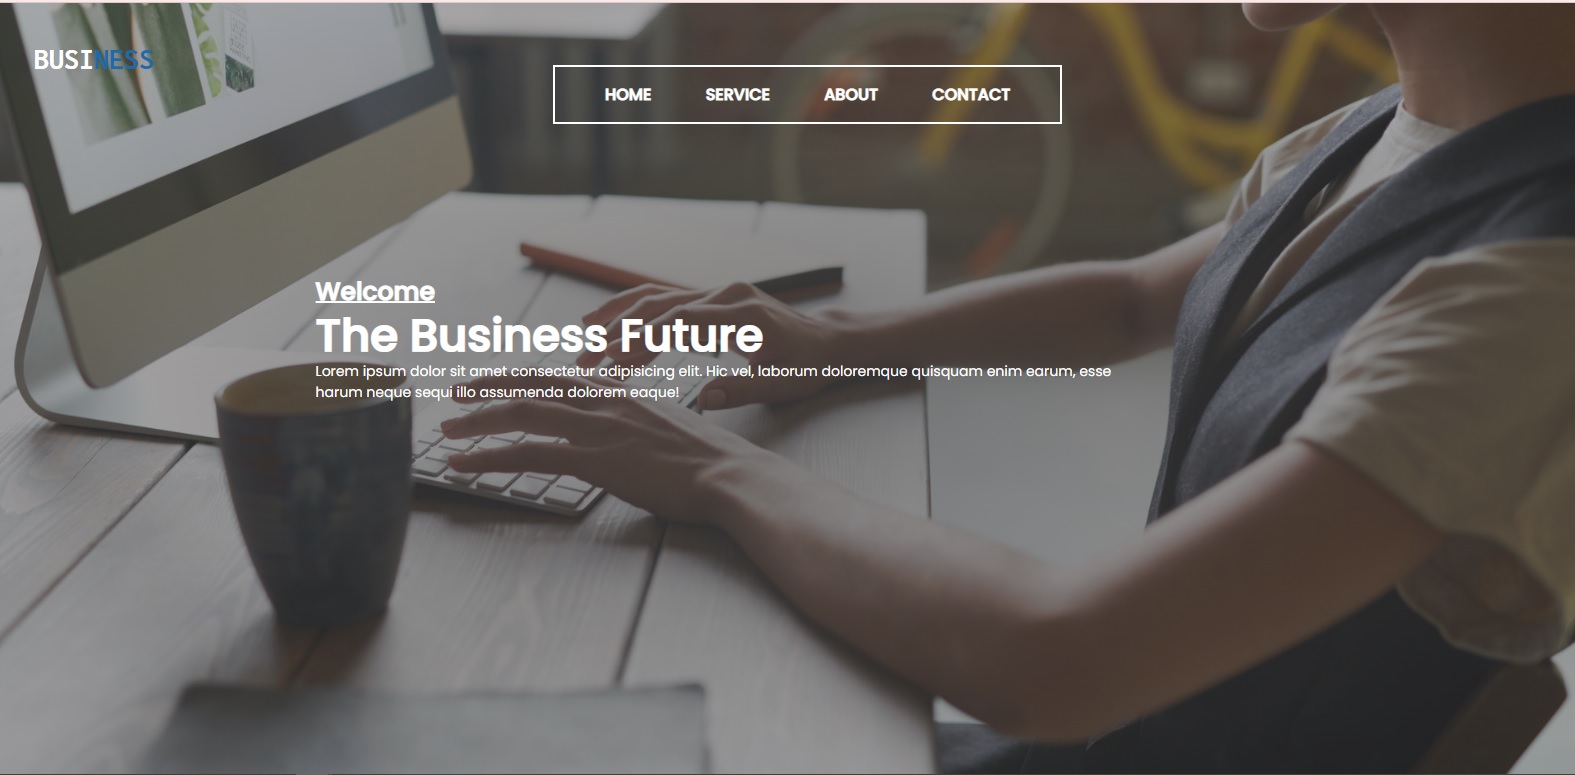 BUSINESS
HOME SERVICE ABOUT CONTACT
Welcome
The Business Future
Lorem ipsum dolor sit amet consectetur adipisicing elit. Hic vel, laborum doloremque quisquam enim earum, esse
harum neque sequi illo assumenda dolorem eaque!